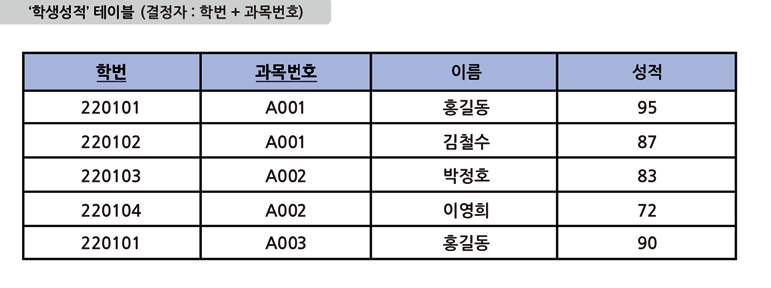 ‘학생성적’ 테이블 (결정자 : 학번 + 과목번호)
학번 과목번호 이름 성적
220101 A001 홍길동 95
220102 A001 김철수 87
220103 A002 박정호 83
220104 A002 이영희 72
220101 A003 홍길동 90